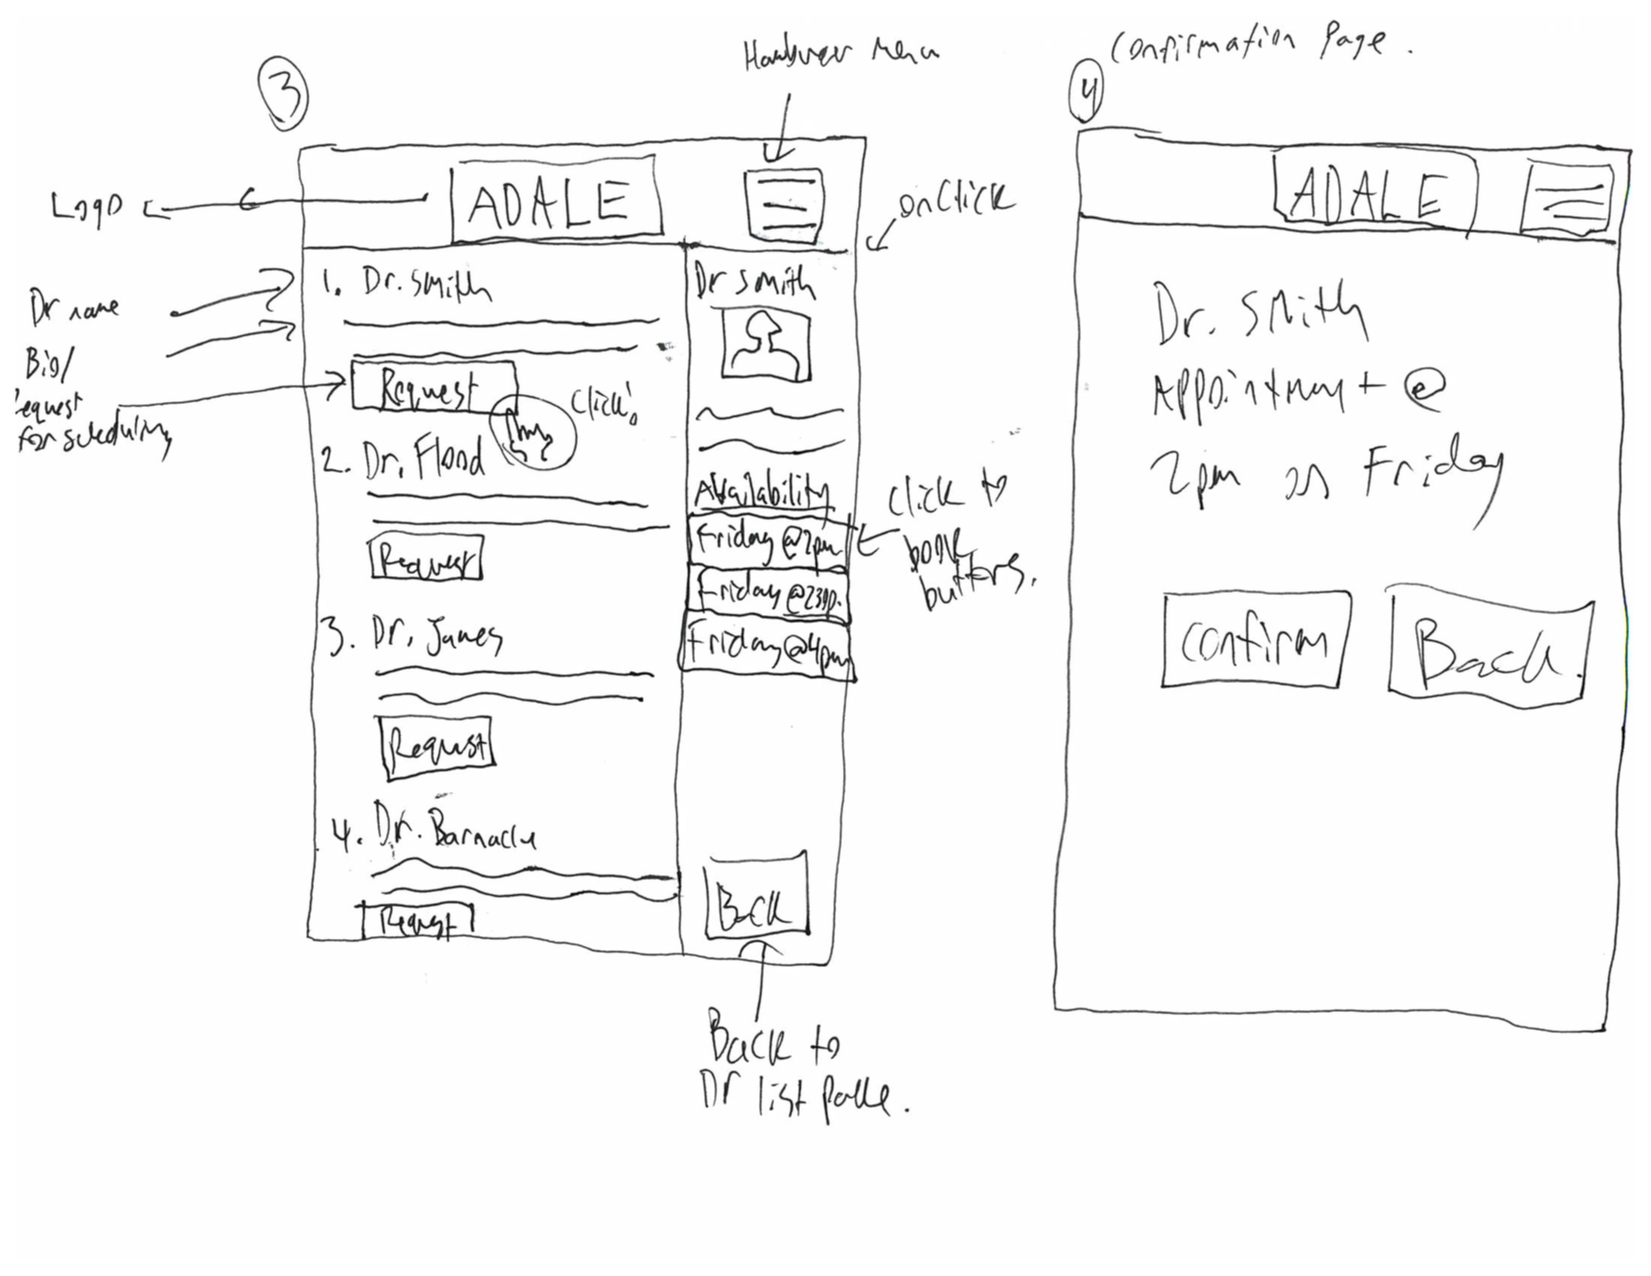 Hamburger Menu
3
Logo
ADALE
onclick
Dr name
Bio/
request
for scheduling
1. Dr. Smith
Request
Click!
2. Dr. Flood
Request
3. Dr. James
Request
4. Dr. Barnacle
Request
Dr Smith
Availability
Friday @2pm
Friday @230p.
Friday @4pm
Click to
book
buttons.
Back
Back to
Dr list page.
Confirmation Page.
4
ADALE
Dr. Smith
Appointment @
2pm on Friday
Confirm
Back